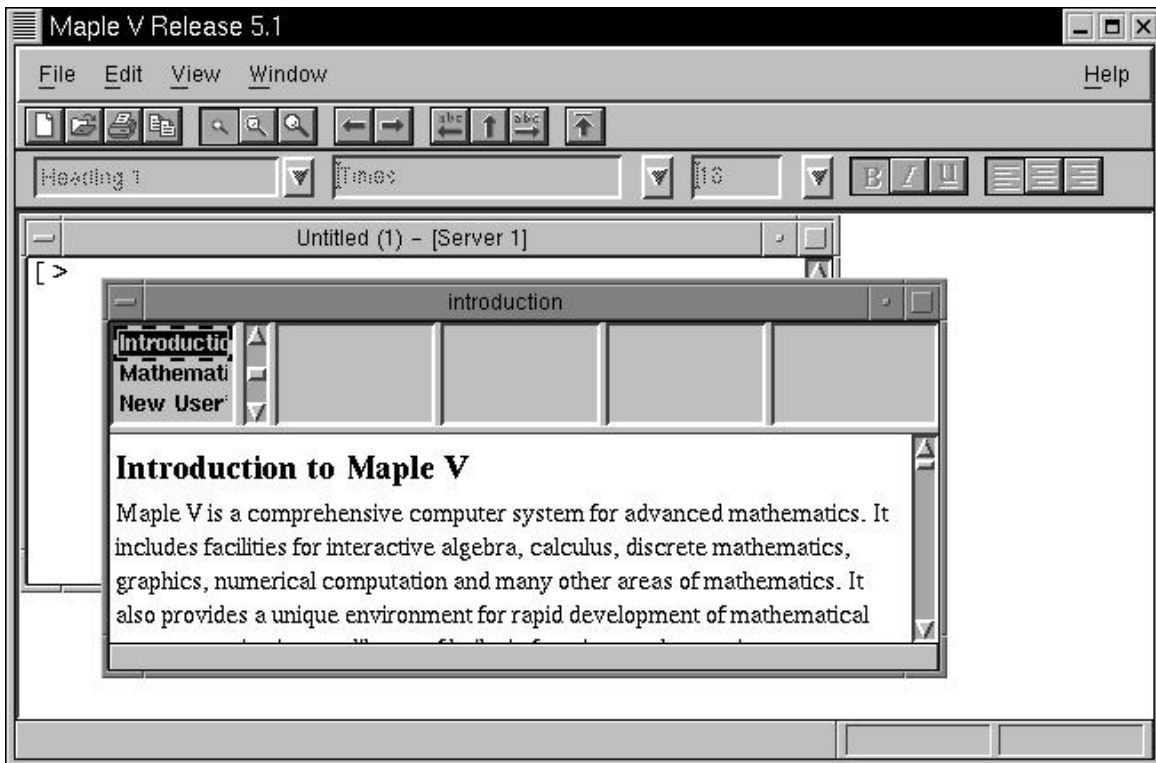 Maple V Release 5.1
File Edit View Window Help
abc abc
Heading 1 Times 18 B I U
Untitled (1) – [Server 1]
[ >
introduction
Introductio
Mathemati
New User'
Introduction to Maple V
Maple V is a comprehensive computer system for advanced mathematics. It
includes facilities for interactive algebra, calculus, discrete mathematics,
graphics, numerical computation and many other areas of mathematics. It
also provides a unique environment for rapid development of mathematical